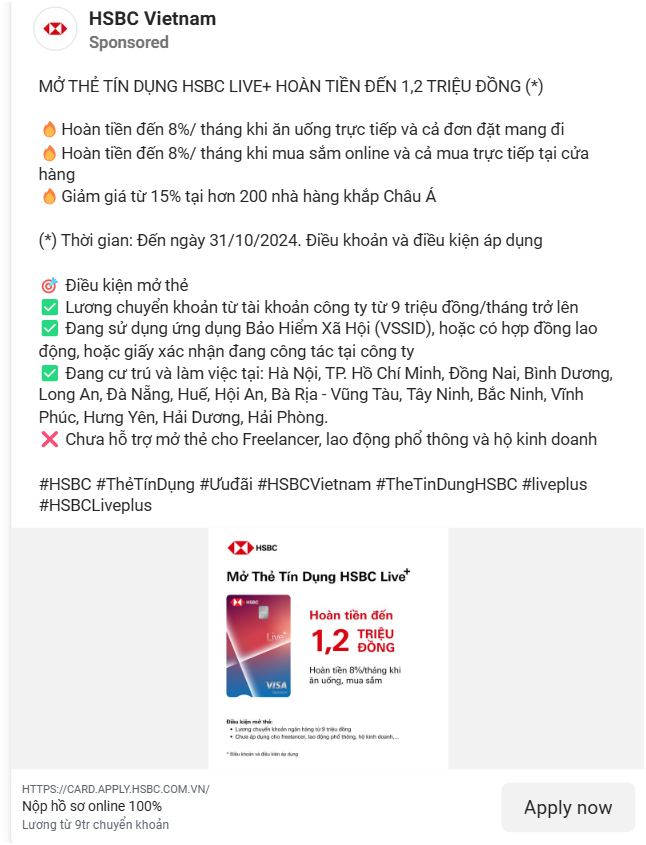 HSBC Vietnam
Sponsored
MỞ THẺ TÍN DỤNG HSBC LIVE+ HOÀN TIỀN ĐẾN 1,2 TRIỆU ĐỒNG (*)
🔥 Hoàn tiền đến 8%/ tháng khi ăn uống trực tiếp và cả đơn đặt mang đi
🔥 Hoàn tiền đến 8%/ tháng khi mua sắm online và cả mua trực tiếp tại cửa
hàng
🔥 Giảm giá từ 15% tại hơn 200 nhà hàng khắp Châu Á
(*) Thời gian: Đến ngày 31/10/2024. Điều khoản và điều kiện áp dụng
🎯 Điều kiện mở thẻ
✅ Lương chuyển khoản từ tài khoản công ty từ 9 triệu đồng/tháng trở lên
✅ Đang sử dụng ứng dụng Bảo Hiểm Xã Hội (VSSID), hoặc có hợp đồng lao
động, hoặc giấy xác nhận đang công tác tại công ty
✅ Đang cư trú và làm việc tại: Hà Nội, TP. Hồ Chí Minh, Đồng Nai, Bình Dương,
Long An, Đà Nẵng, Huế, Hội An, Bà Rịa - Vũng Tàu, Tây Ninh, Bắc Ninh, Vĩnh
Phúc, Hưng Yên, Hải Dương, Hải Phòng.
❌ Chưa hỗ trợ mở thẻ cho Freelancer, lao động phổ thông và hộ kinh doanh
#HSBC #ThẻTínDụng #Ưuđãi #HSBCVietnam #TheTinDungHSBC #liveplus
#HSBCLiveplus
HSBC
Mở Thẻ Tín Dụng HSBC Live+
HSBC
Live+
VISA
Hoàn tiền đến
1,2 TRIỆU ĐỒNG
Hoàn tiền 8%/tháng khi
ăn uống, mua sắm
Điều kiện mở thẻ:
• Lương chuyển khoản ngân hàng từ 9 triệu đồng
• Chưa áp dụng cho freelancer, lao động phổ thông, hộ kinh doanh,...
* Điều khoản và điều kiện áp dụng
HTTPS://CARD.APPLY.HSBC.COM.VN/
Nộp hồ sơ online 100%
Lương từ 9tr chuyển khoản
Apply now